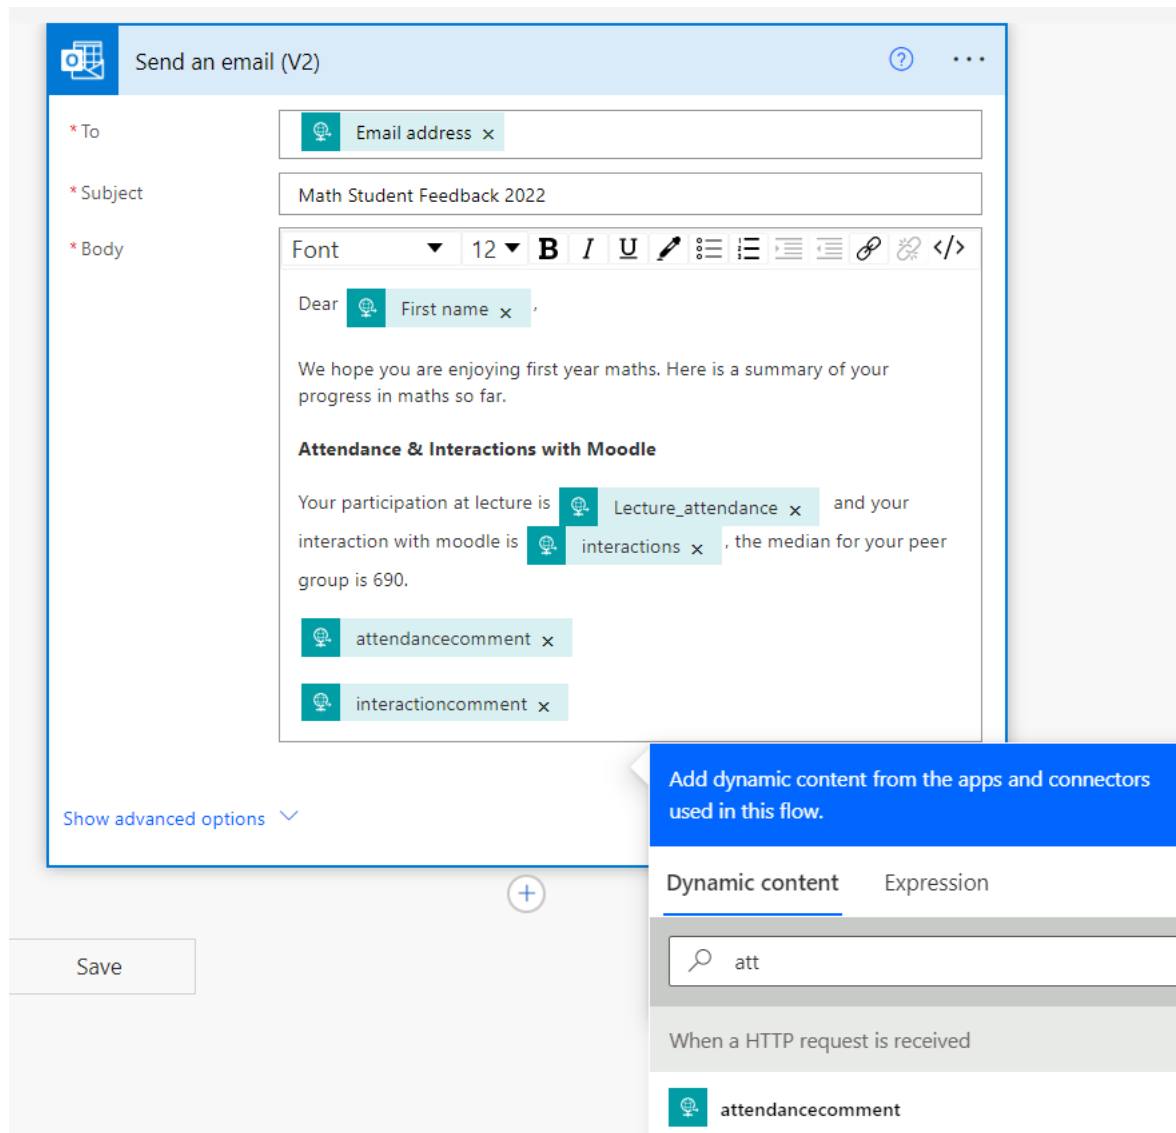 Send an email (V2)
* To
Email address ×
* Subject
Math Student Feedback 2022
* Body
Font 12 B I U </>
Dear First name × ,
We hope you are enjoying first year maths. Here is a summary of your
progress in maths so far.
Attendance & Interactions with Moodle
Your participation at lecture is Lecture_attendance × and your
interaction with moodle is interactions × , the median for your peer
group is 690.
attendancecomment ×
interactioncomment ×
Show advanced options
Add dynamic content from the apps and connectors
used in this flow.
Dynamic content Expression
att
When a HTTP request is received
attendancecomment
Save